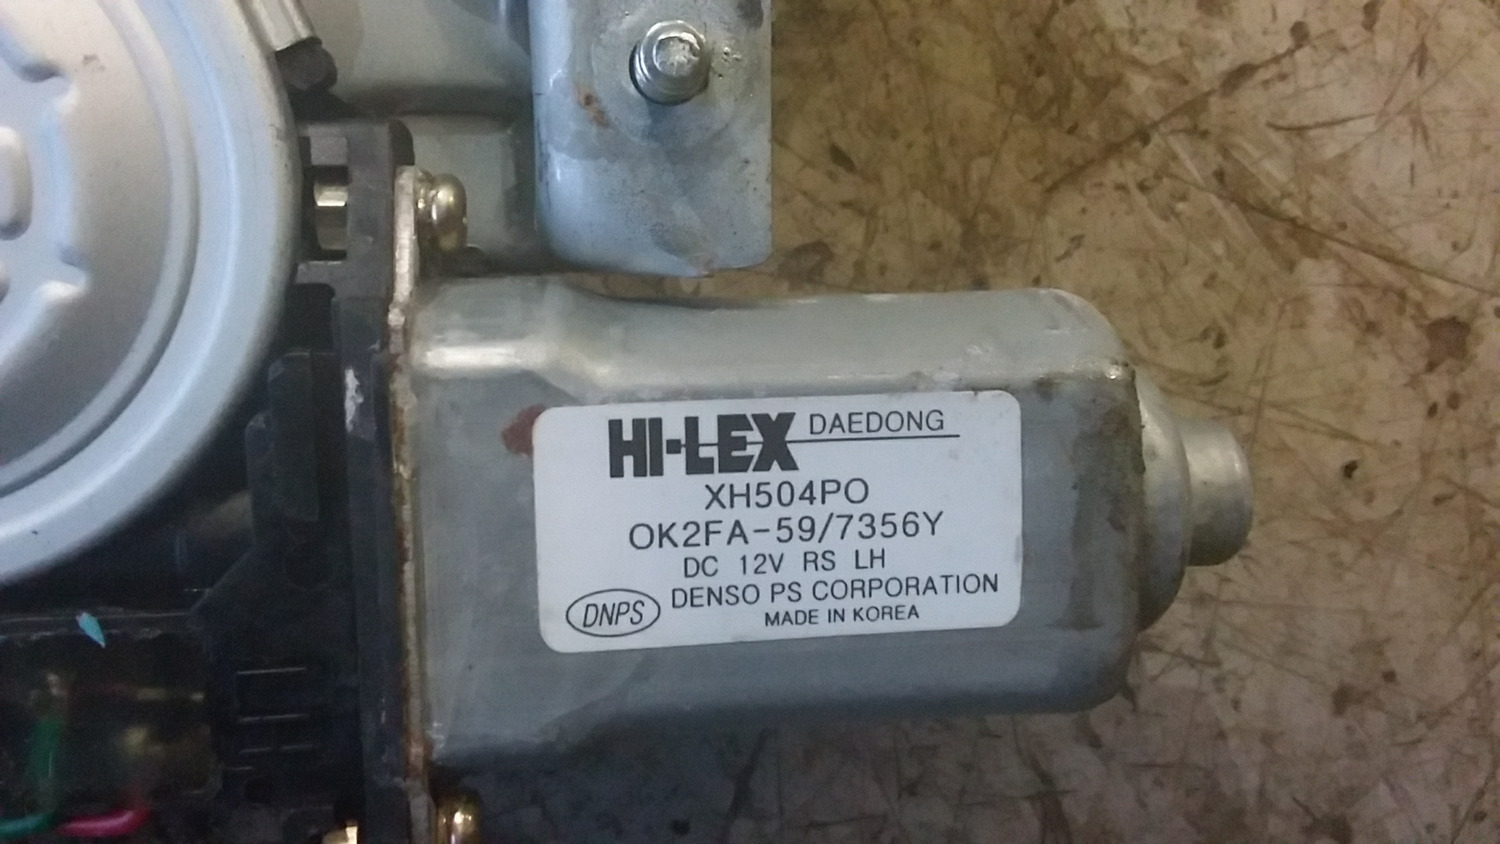 HI-LEX DAEDONG
XH504PO
OK2FA-59/7356Y
DC 12V RS LH
DNPS DENSO PS CORPORATION
MADE IN KOREA